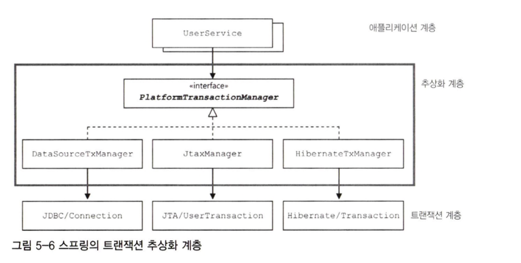 UserService
애플리케이션 계층
«interface»
PlatformTransactionManager
추상화 계층
DataSourceTxManager
JtaxManager
HibernateTxManager
JDBC/Connection
JTA/UserTransaction
Hibernate/Transaction
트랜잭션 계층
그림 5-6 스프링의 트랜잭션 추상화 계층